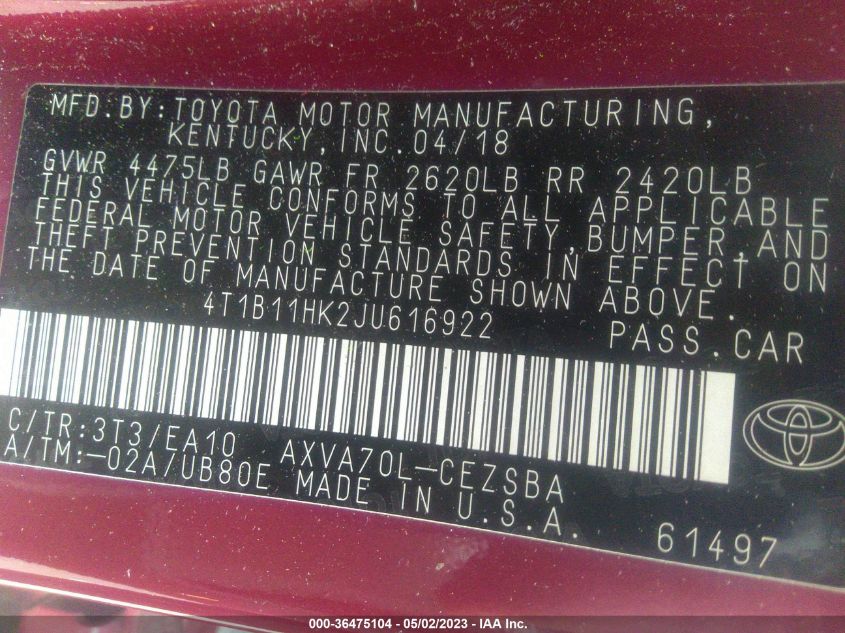 MFD.BY:TOYOTA MOTOR MANUFACTURING,
KENTUCKY,INC.04/18
GVWR 4475LB GAWR FR 2620LB RR 2420LB
THIS VEHICLE CONFORMS TO ALL APPLICABLE
FEDERAL MOTOR VEHICLE SAFETY,BUMPER,AND
THEFT PREVENTION STANDARDS IN EFFECT ON
THE DATE OF MANUFACTURE SHOWN ABOVE.
4T1B11HK2JU616922 PASS.CAR
C/TR:3T3/EA10 AXVA70L-CEZSBA
A/TM:-02A/UB80E MADE IN U.S.A.
61497
000-36475104 - 05/02/2023 - IAA Inc.